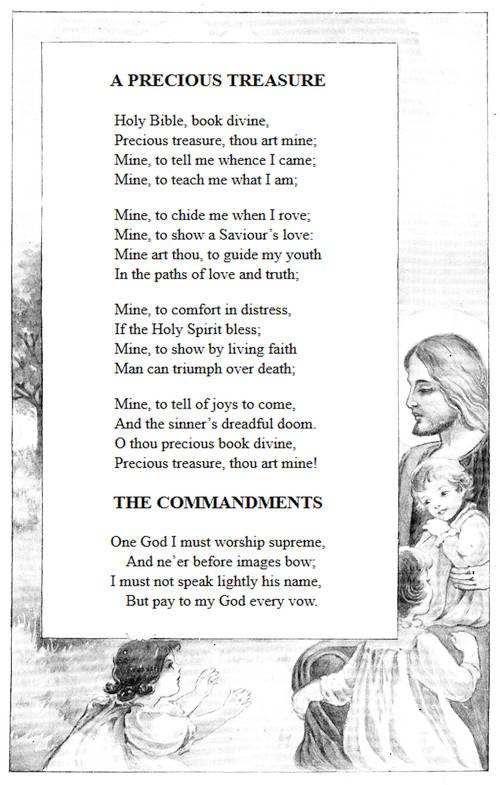 A PRECIOUS TREASURE
Holy Bible, book divine,
Precious treasure, thou art mine;
Mine, to tell me whence I came;
Mine, to teach me what I am;
Mine, to chide me when I rove;
Mine, to show a Saviour’s love:
Mine art thou, to guide my youth
In the paths of love and truth;
Mine, to comfort in distress,
If the Holy Spirit bless;
Mine, to show by living faith
Man can triumph over death;
Mine, to tell of joys to come,
And the sinner’s dreadful doom.
O thou precious book divine,
Precious treasure, thou art mine!
THE COMMANDMENTS
One God I must worship supreme,
And ne’er before images bow;
I must not speak lightly his name,
But pay to my God every vow.